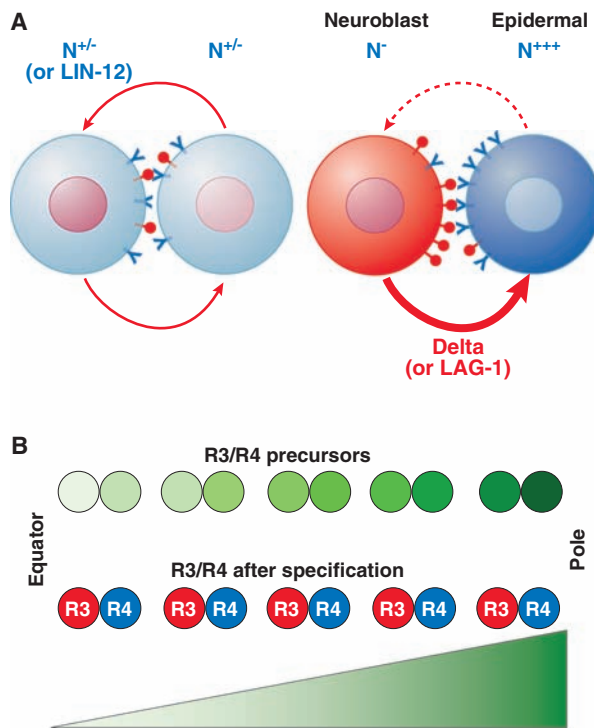 A
Neuroblast Epidermal
N+/- N+/- N- N+++
(or LIN-12)
Delta
(or LAG-1)
B
R3/R4 precursors
Equator
Pole
R3/R4 after specification
R3 R4 R3 R4 R3 R4 R3 R4 R3 R4